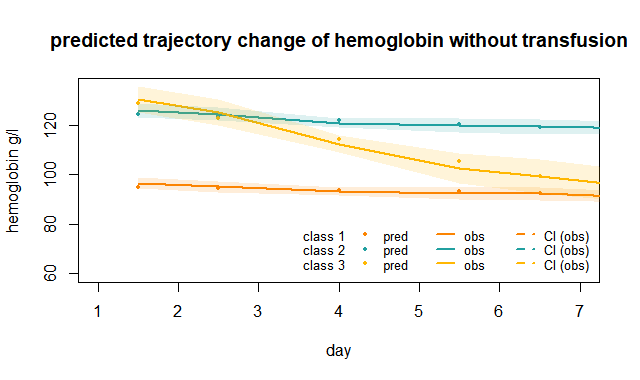 predicted trajectory change of hemoglobin without transfusion
hemoglobin g/l
120
100
80
60
class 1 pred obs CI (obs)
class 2 pred obs CI (obs)
class 3 pred obs CI (obs)
1 2 3 4 5 6 7
day